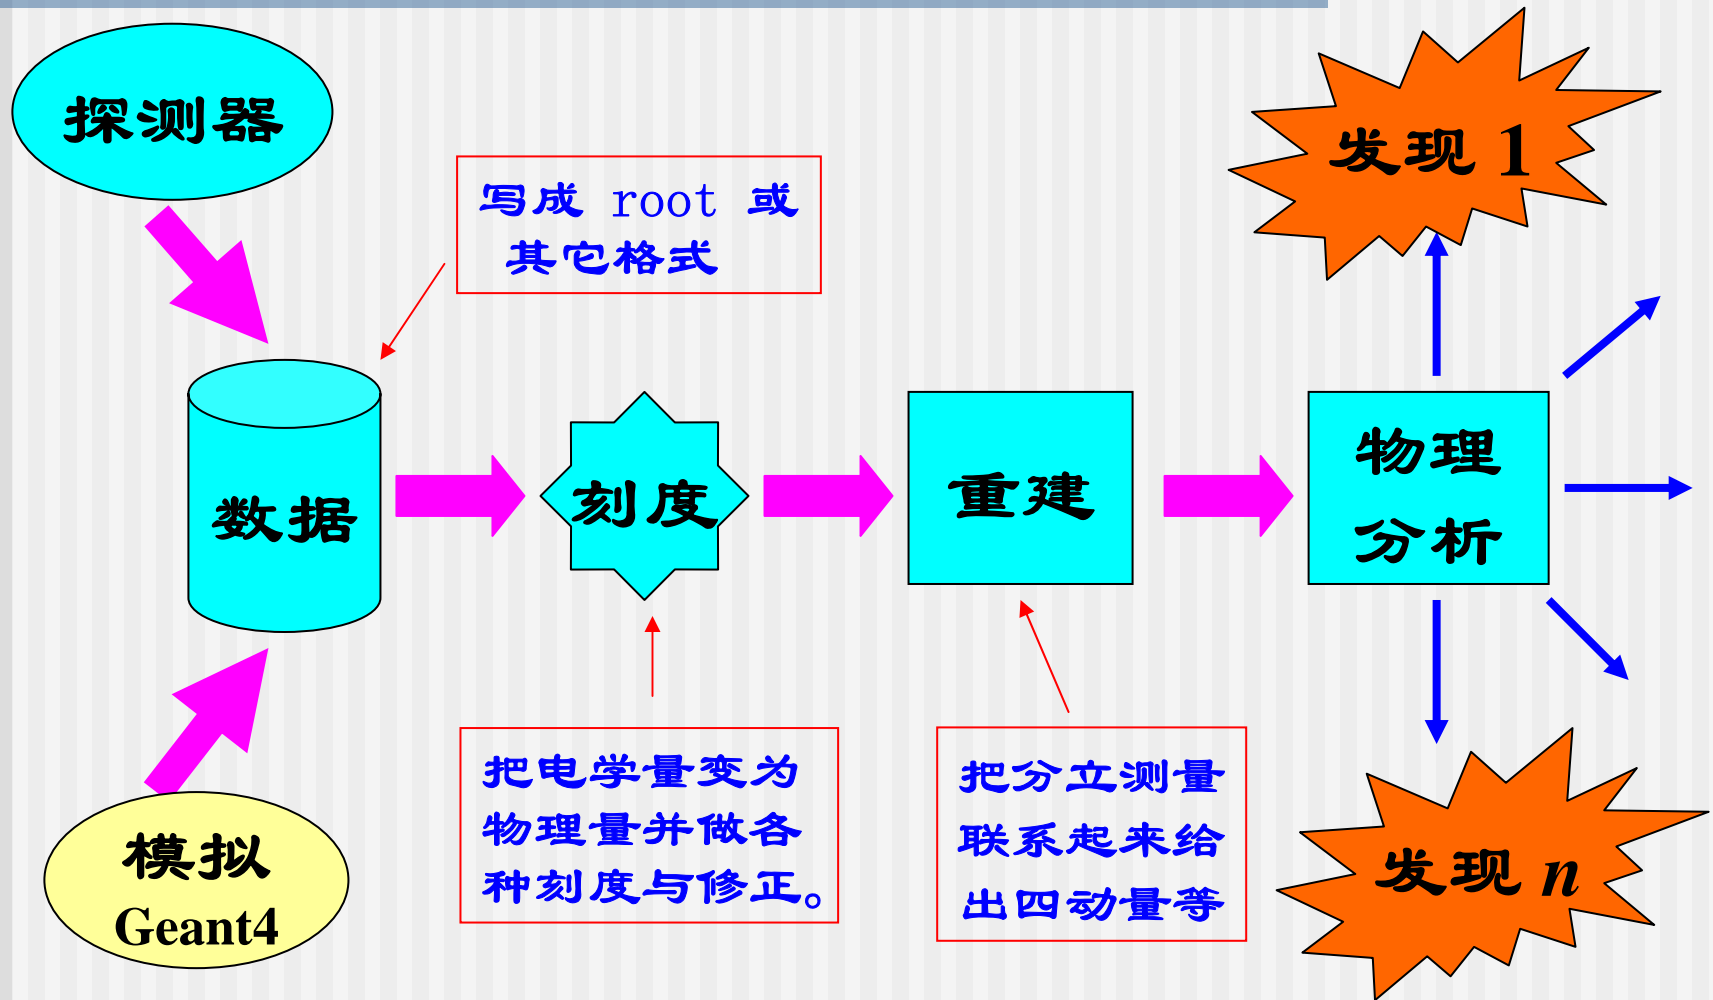 探测器
发现 1
写成 root 或
其它格式
数据
刻度
重建
物理
分析
把电学量变为
物理量并做各
种刻度与修正。
把分立测量
联系起来给
出四动量等
模拟
Geant4
发现 n